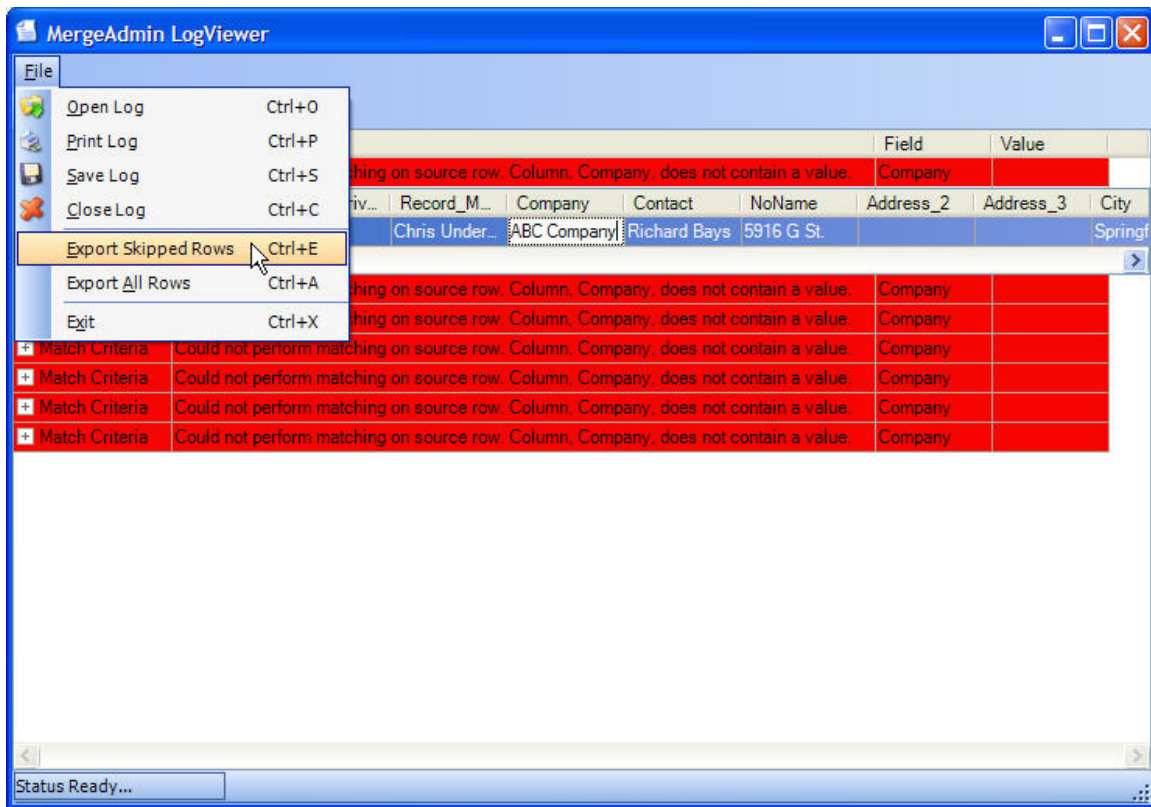 MergeAdmin LogViewer
File
Open Log Ctrl+O
Print Log Ctrl+P
Save Log Ctrl+S
Close Log Ctrl+C
Export Skipped Rows Ctrl+E
Export All Rows Ctrl+A
Exit Ctrl+X
Field Value
hing on source row. Column, Company, does not contain a value. Company
iv... Record_M... Company Contact NoName Address_2 Address_3 City
Chris Under... ABC Company Richard Bays 5916 G St. Springf
hing on source row. Column, Company, does not contain a value. Company
hing on source row. Column, Company, does not contain a value. Company
Match Criteria Could not perform matching on source row. Column, Company, does not contain a value. Company
Match Criteria Could not perform matching on source row. Column, Company, does not contain a value. Company
Match Criteria Could not perform matching on source row. Column, Company, does not contain a value. Company
Match Criteria Could not perform matching on source row. Column, Company, does not contain a value. Company
Status Ready...